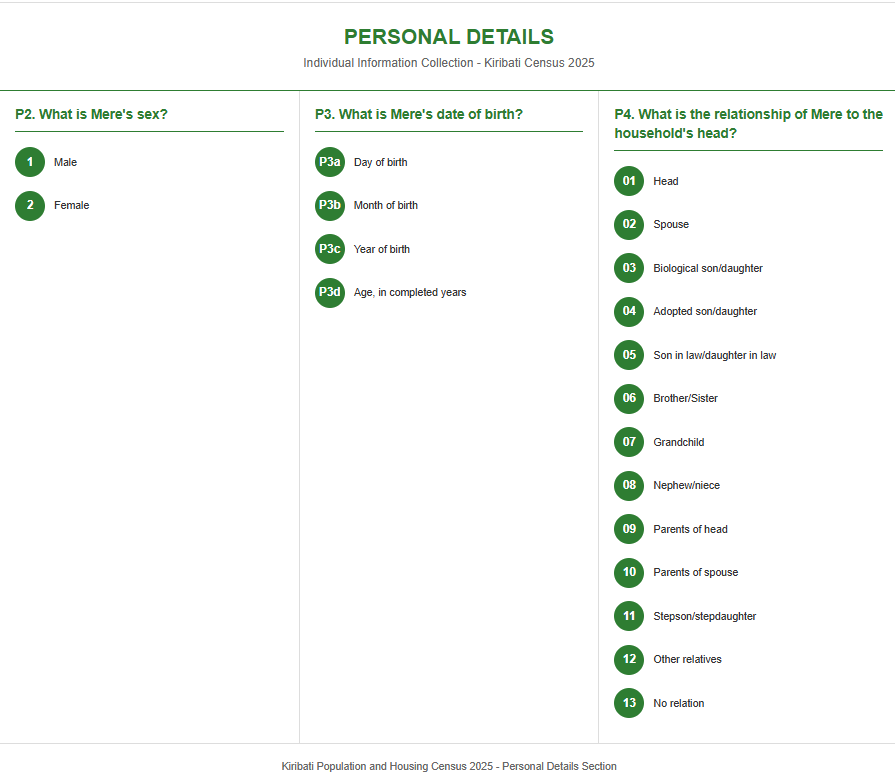 PERSONAL DETAILS
Individual Information Collection - Kiribati Census 2025
P2. What is Mere's sex?
1 Male
2 Female
P3. What is Mere's date of birth?
P3a Day of birth
P3b Month of birth
P3c Year of birth
P3d Age, in completed years
P4. What is the relationship of Mere to the
household's head?
01 Head
02 Spouse
03 Biological son/daughter
04 Adopted son/daughter
05 Son in law/daughter in law
06 Brother/Sister
07 Grandchild
08 Nephew/niece
09 Parents of head
10 Parents of spouse
11 Stepson/stepdaughter
12 Other relatives
13 No relation
Kiribati Population and Housing Census 2025 - Personal Details Section